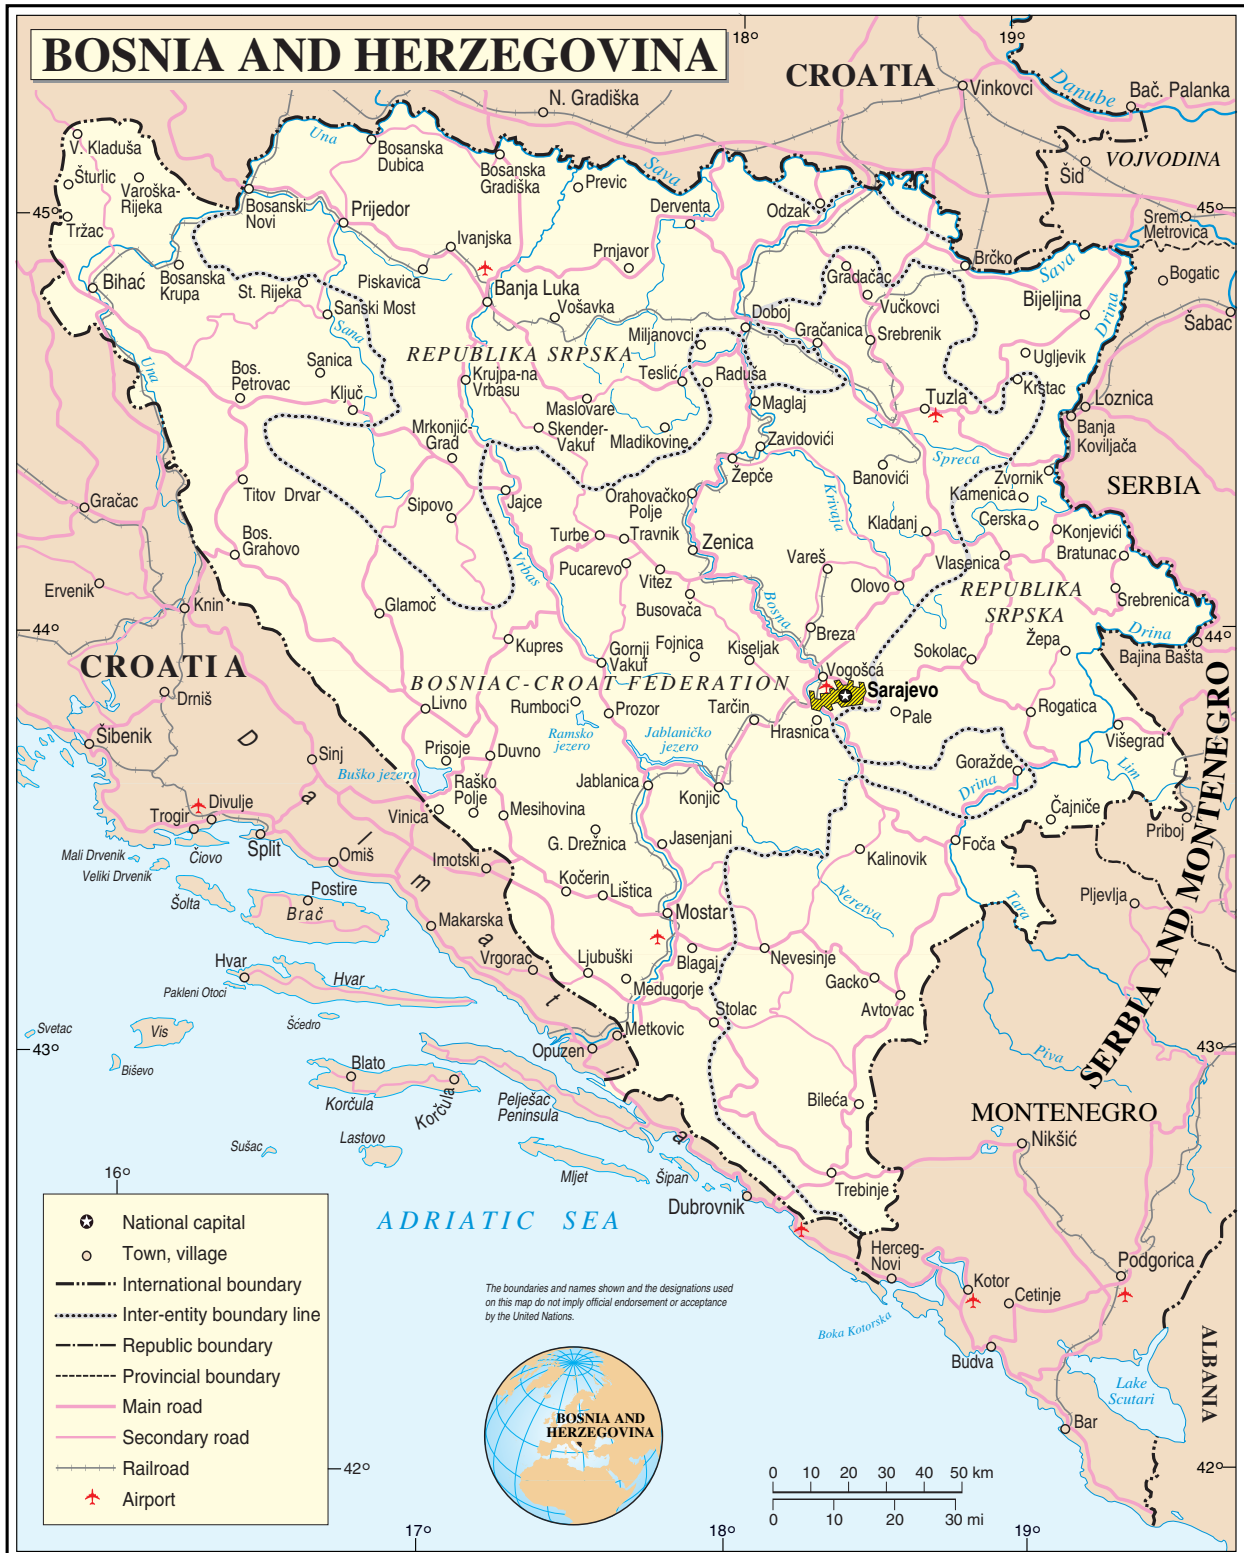 BOSNIA AND HERZEGOVINA
18°
19°
CROATIA
Vinkovci
Danube
Bač. Palanka
N. Gradiška
V. Kladuša
Una
Bosanska
Dubica
Bosanska
Gradiška
Sava
VOJVODINA
Šid
Šturlic
Varoška-
Rijeka
Previc
Bosanski
Novi
Prijedor
Derventa
Odzak
45°
45°
Srem.
Metrovica
Tržac
Ivanjska
Prnjavor
Brčko
Sava
Bihać
Bosanska
Krupa
St. Rijeka
Piskavica
Banja Luka
Gradačac
Vučkovci
Bijeljina
Drina
Bogatic
Sanski Most
Vošavka
Doboj
Šabac
Sana
Miljanovci
Gračanica
Srebrenik
Una
REPUBLIKA SRPSKA
Sanica
Ugljevik
Bos.
Petrovac
Ključ
Krujpa-na
Vrbasu
Teslić
Raduša
Krstac
Tuzla
Maslovare
Maglaj
Loznica
Mrkonjić-
Grad
Skender-
Vakuf
Mladikovine
Zavidovići
Banja
Koviljača
Spreca
Žepče
Banovići
Zvornik
SERBIA
Titov Drvar
Jajce
Orahovačko
Polje
Kamenica
Gračac
Sipovo
Krivaja
Kladanj
Cerska
Konjevići
Bos.
Grahovo
Turbe
Travnik
Zenica
Bratunac
Vrbas
Pucarevo
Vitez
Vareš
Vlasenica
Ervenik
Olovo
Busovača
Bosna
REPUBLIKA
SRPSKA
Srebrenica
Knin
Glamoč
Breza
Drina
44°
44°
Kupres
Gornji
Vakuf
Fojnica
Kiseljak
Žepa
Sokolac
Bajina Bašta
CROATIA
Vogošca
BOSNIAC-CROAT FEDERATION
Sarajevo
Drniš
Livno
Rumboci
Prozor
Tarčin
Pale
Rogatica
Šibenik
Ramsko
jezero
Jablaničko
jezero
Hrasnica
Višegrad
Sinj
Prisoje
Duvno
Goražde
Lim
Buško jezero
Raško
Polje
Jablanica
Konjic
Drina
Čajniče
Divulje
Trogir
Vinica
Mesihovina
Priboj
Split
G. Drežnica
Jasenjani
Foča
Mali Drvenik
Čiovo
Veliki Drvenik
Omiš
Imotski
Kalinovik
Šolta
Postire
Brač
Kočerin
Lištica
Neretva
Tara
Pljevlja
Mostar
Makarska
Dalmatia
SERBIA AND MONTENEGRO
Hvar
Hvar
Vrgorac
Ljubuški
Blagaj
Nevesinje
Pakleni Otoci
Medugorje
Gacko
Avtovac
Šćedro
Stolac
Svetac
Vis
Metkovic
43°
43°
Opuzen
Piva
Biševo
Blato
Korčula
Korčula
Pelješac
Peninsula
Bileća
MONTENEGRO
Nikšić
Sušac
Lastovo
Mljet
Šipan
Trebinje
16°
Dubrovnik
ADRIATIC SEA
National capital
Town, village
International boundary
Inter-entity boundary line
Republic boundary
Provincial boundary
Main road
Secondary road
Railroad
Airport
The boundaries and names shown and the designations used
on this map do not imply official endorsement or acceptance
by the United Nations.
Herceg-
Novi
Podgorica
Kotor
Cetinje
Boka Kotorska
Budva
ALBANIA
Lake
Scutari
BOSNIA AND
HERZEGOVINA
Bar
42°
42°
0 10 20 30 40 50 km
0 10 20 30 mi
17°
18°
19°